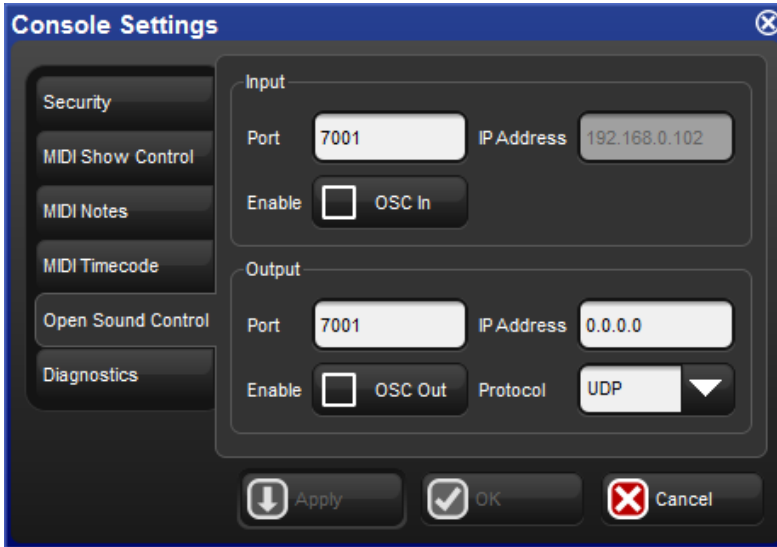 Console Settings
Security
MIDI Show Control
MIDI Notes
MIDI Timecode
Open Sound Control
Diagnostics
Input
Port 7001 IP Address 192.168.0.102
Enable OSC In
Output
Port 7001 IP Address 0.0.0.0
Enable OSC Out Protocol UDP
Apply OK Cancel